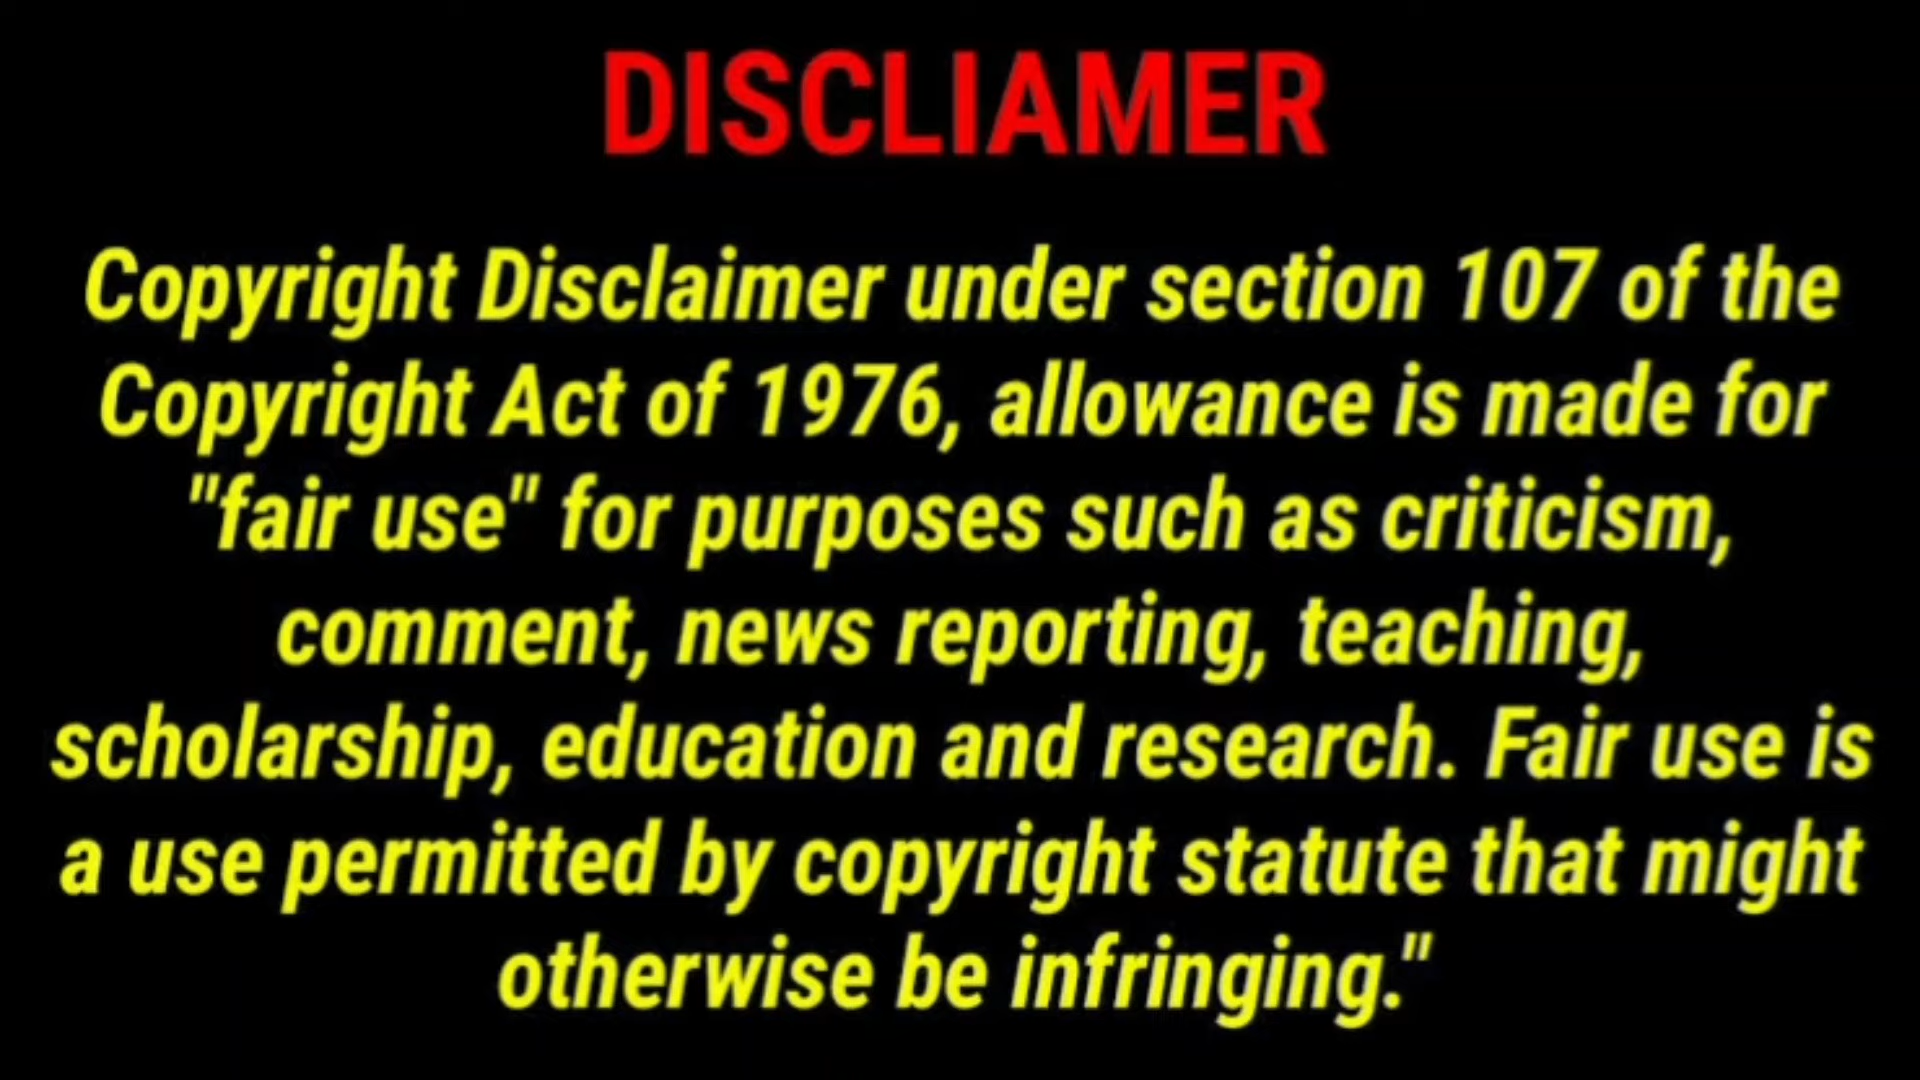 DISCLIAMER
Copyright Disclaimer under section 107 of the
Copyright Act of 1976, allowance is made for
"fair use" for purposes such as criticism,
comment, news reporting, teaching,
scholarship, education and research. Fair use is
a use permitted by copyright statute that might
otherwise be infringing."